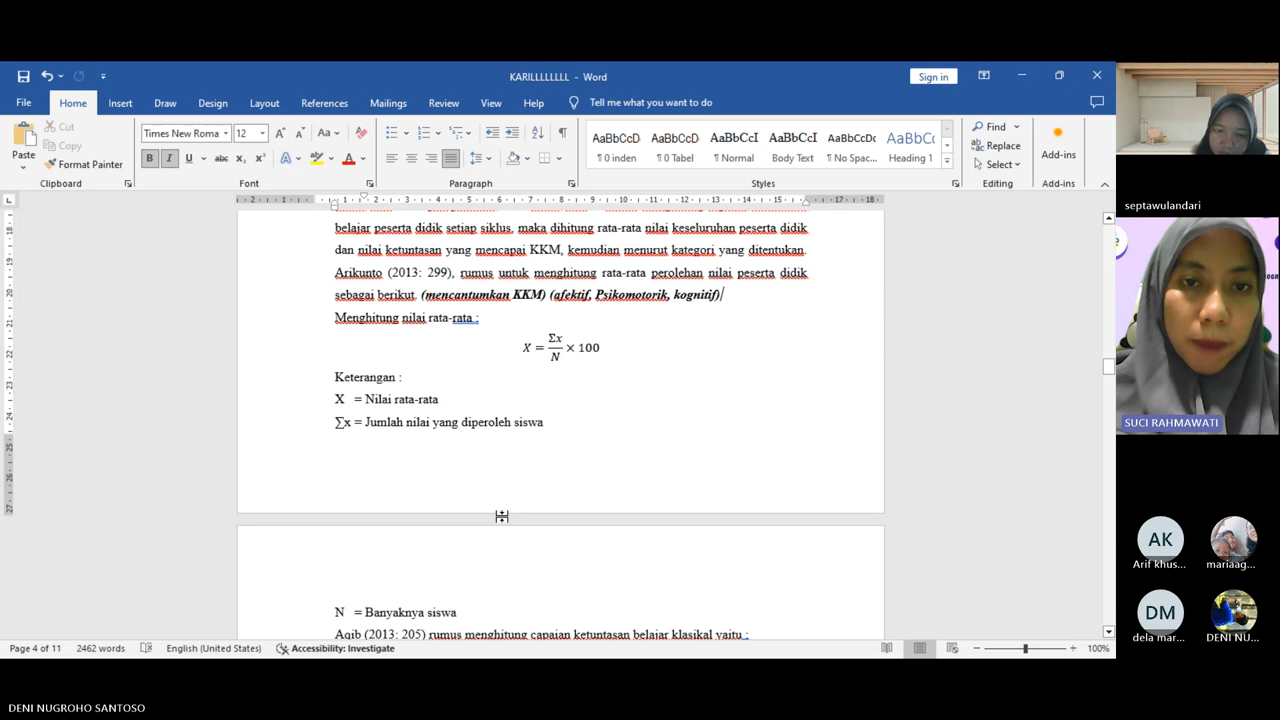 KARILLLLLLLL - Word
Sign in
File Home Insert Draw Design Layout References Mailings Review View Help Tell me what you want to do
Paste
Cut
Copy
Format Painter
Clipboard
Times New Roma 12
Font
Paragraph
AaBbCcD AaBbCcD AaBbCcI AaBbCcI AaBbCcDc AaBbCc
¶ 0 inden ¶ 0 Tabel ¶ Normal Body Text ¶ No Spac... Heading 1
Styles
Find
Replace
Select
Editing
Add-ins
Add-ins
belajar peserta didik setiap siklus, maka dihitung rata-rata nilai keseluruhan peserta didik
dan nilai ketuntasan yang mencapai KKM, kemudian menurut kategori yang ditentukan.
Arikunto (2013: 299), rumus untuk menghitung rata-rata perolehan nilai peserta didik
sebagai berikut. (mencantumkan KKM) (afektif, Psikomotorik, kognitif)
Menghitung nilai rata-rata :
X = Σx/N × 100
Keterangan :
X = Nilai rata-rata
∑x = Jumlah nilai yang diperoleh siswa
N = Banyaknya siswa
Aqib (2013: 205) rumus menghitung capaian ketuntasan belajar klasikal yaitu :
Page 4 of 11 2462 words English (United States) Accessibility: Investigate 100%
septawulandari
SUCI RAHMAWATI
AK
Arif khus... mariaag...
DM
dela mar... DENI NU...
DENI NUGROHO SANTOSO